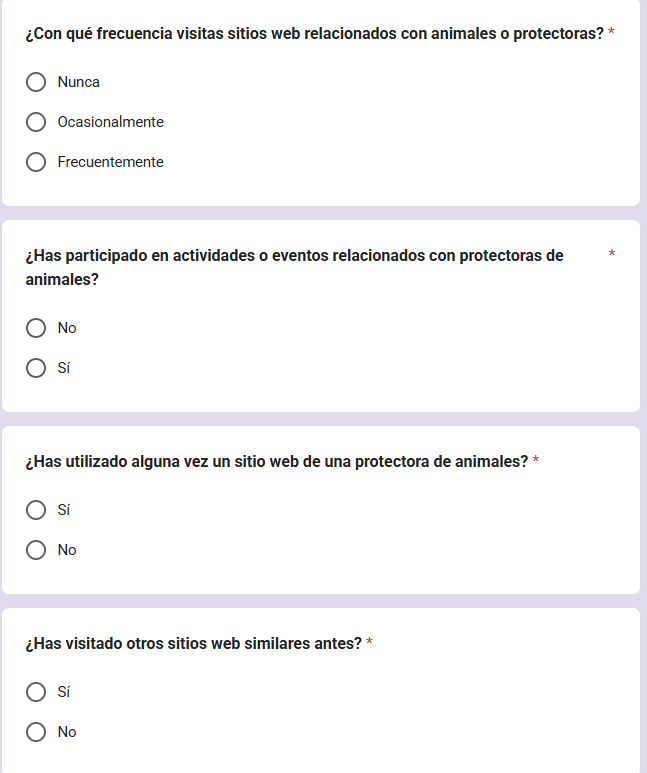 ¿Con qué frecuencia visitas sitios web relacionados con animales o protectoras? *
Nunca
Ocasionalmente
Frecuentemente
¿Has participado en actividades o eventos relacionados con protectoras de *
animales?
No
Sí
¿Has utilizado alguna vez un sitio web de una protectora de animales? *
Sí
No
¿Has visitado otros sitios web similares antes? *
Sí
No